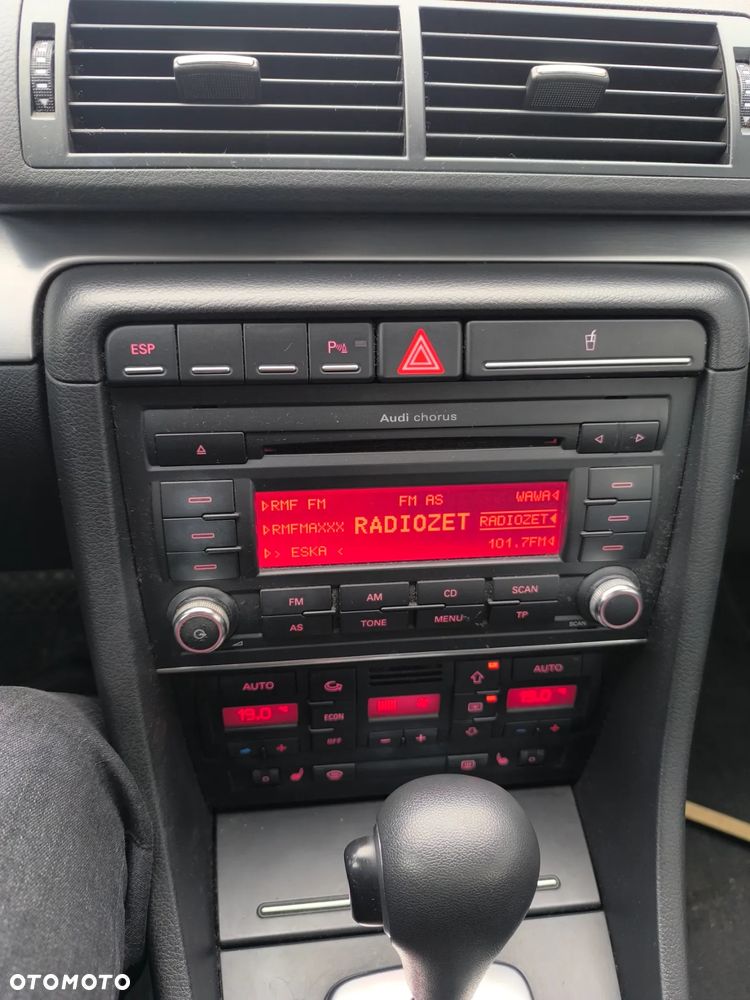 ESP P
Audi chorus
RMF FM FM AS WAWA
RMFMAXXX RADIOZET RADIOZET
> ESKA < 101.7FM
FM AM CD SCAN
AS TONE MENU TP
SCAN
AUTO AUTO
19.0 °C 19.0 °C
ECON
OFF
OTOMOTO